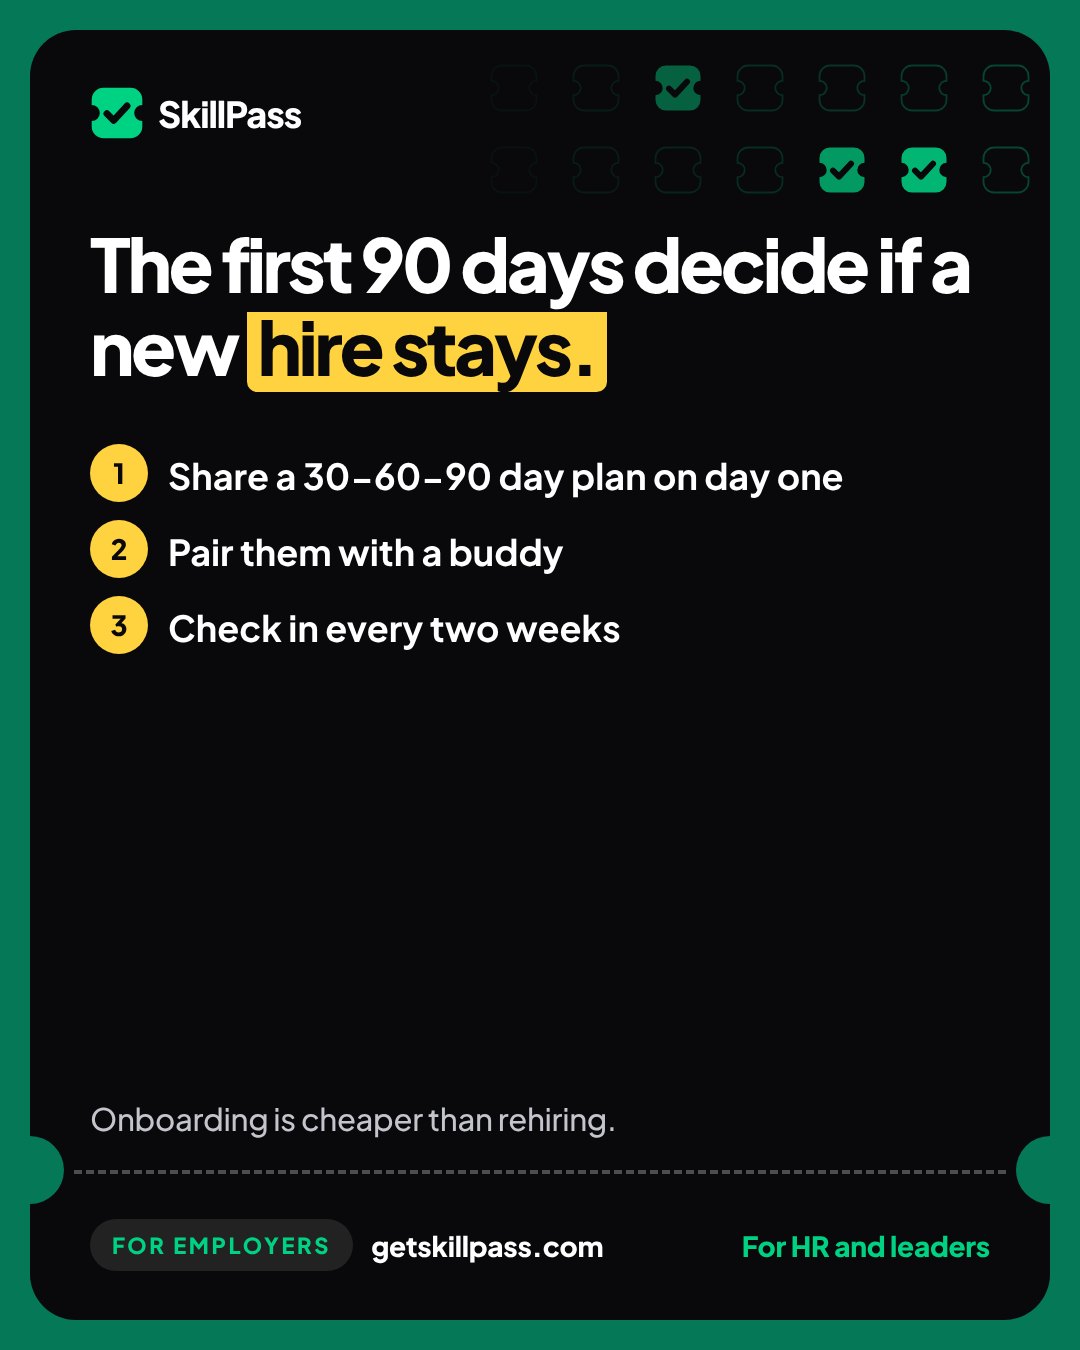 SkillPass
The first 90 days decide if a
new hire stays.
1 Share a 30–60–90 day plan on day one
2 Pair them with a buddy
3 Check in every two weeks
Onboarding is cheaper than rehiring.
FOR EMPLOYERS getskillpass.com For HR and leaders